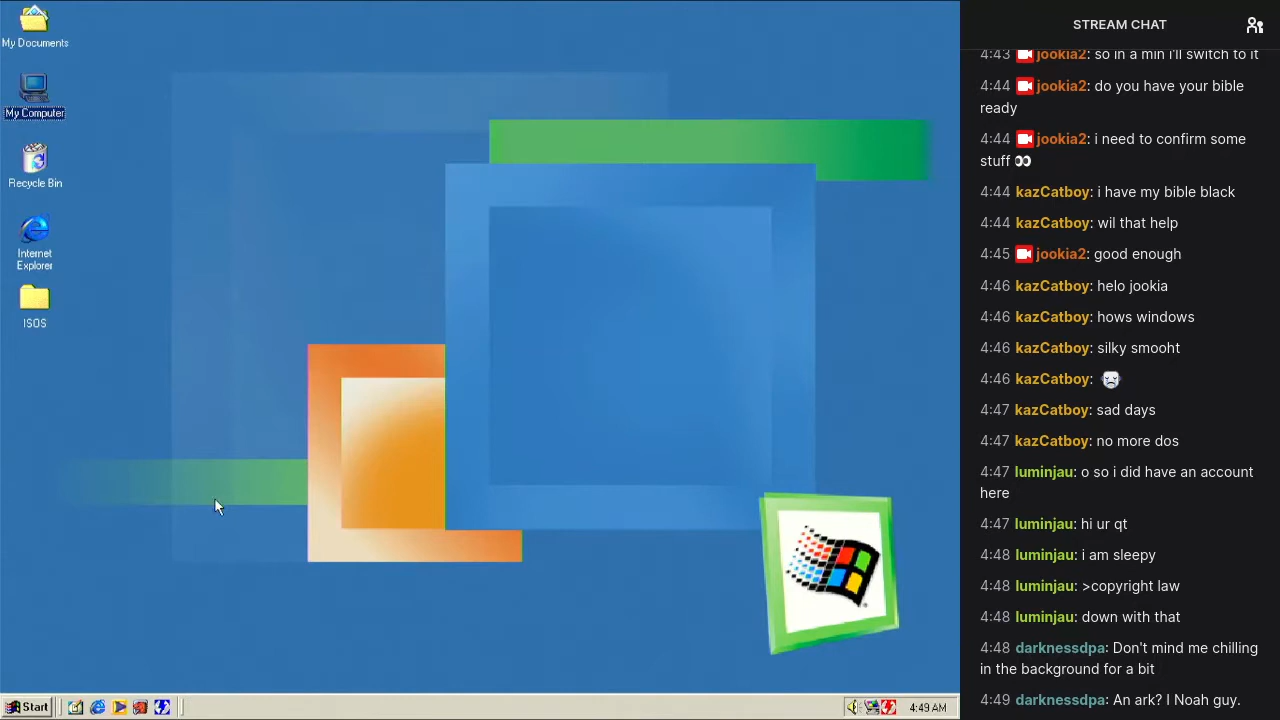 My Documents
My Computer
Recycle Bin
Internet
Explorer
ISOS
Start
4:49 AM
STREAM CHAT
4:43 jookia2: so in a min i'll switch to it
4:44 jookia2: do you have your bible
ready
4:44 jookia2: i need to confirm some
stuff 👀
4:44 kazCatboy: i have my bible black
4:44 kazCatboy: wil that help
4:45 jookia2: good enough
4:46 kazCatboy: helo jookia
4:46 kazCatboy: hows windows
4:46 kazCatboy: silky smooht
4:46 kazCatboy:
4:47 kazCatboy: sad days
4:47 kazCatboy: no more dos
4:47 luminjau: o so i did have an account
here
4:47 luminjau: hi ur qt
4:48 luminjau: i am sleepy
4:48 luminjau: >copyright law
4:48 luminjau: down with that
4:48 darknessdpa: Don't mind me chilling
in the background for a bit
4:49 darknessdpa: An ark? I Noah guy.